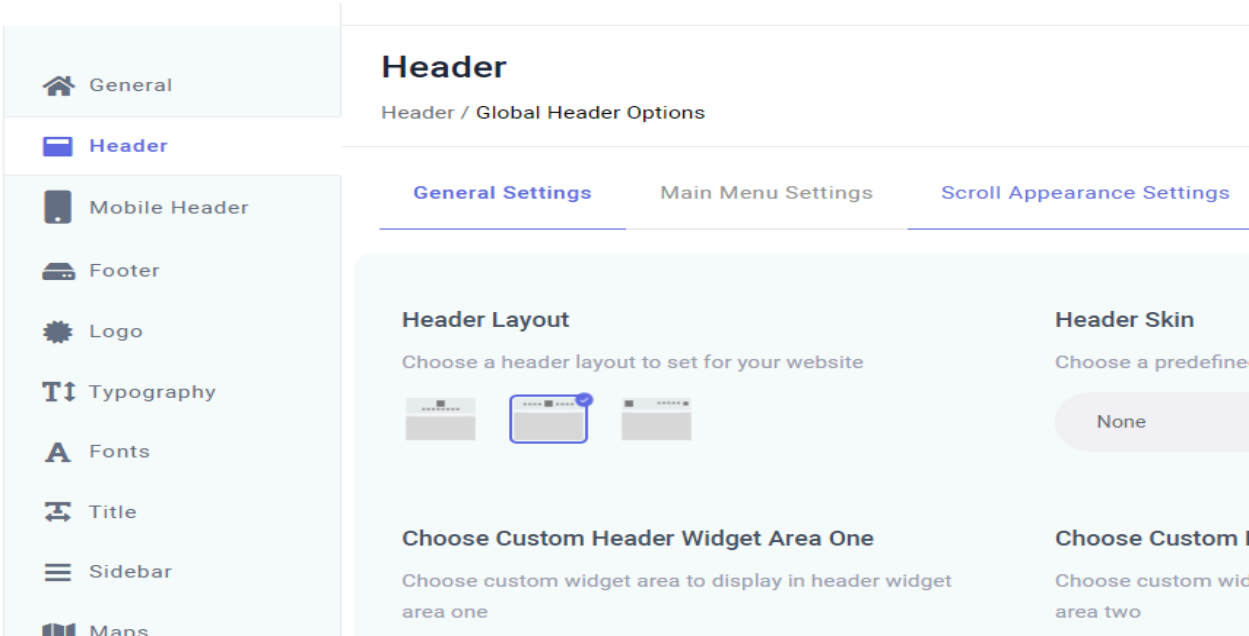 General
Header
Mobile Header
Footer
Logo
Typography
Fonts
Title
Sidebar
Maps
Header
Header / Global Header Options
General Settings
Main Menu Settings
Scroll Appearance Settings
Header Layout
Choose a header layout to set for your website
Header Skin
Choose a predefined
None
Choose Custom Header Widget Area One
Choose custom widget area to display in header widget
area one
Choose Custom
Choose custom
area two